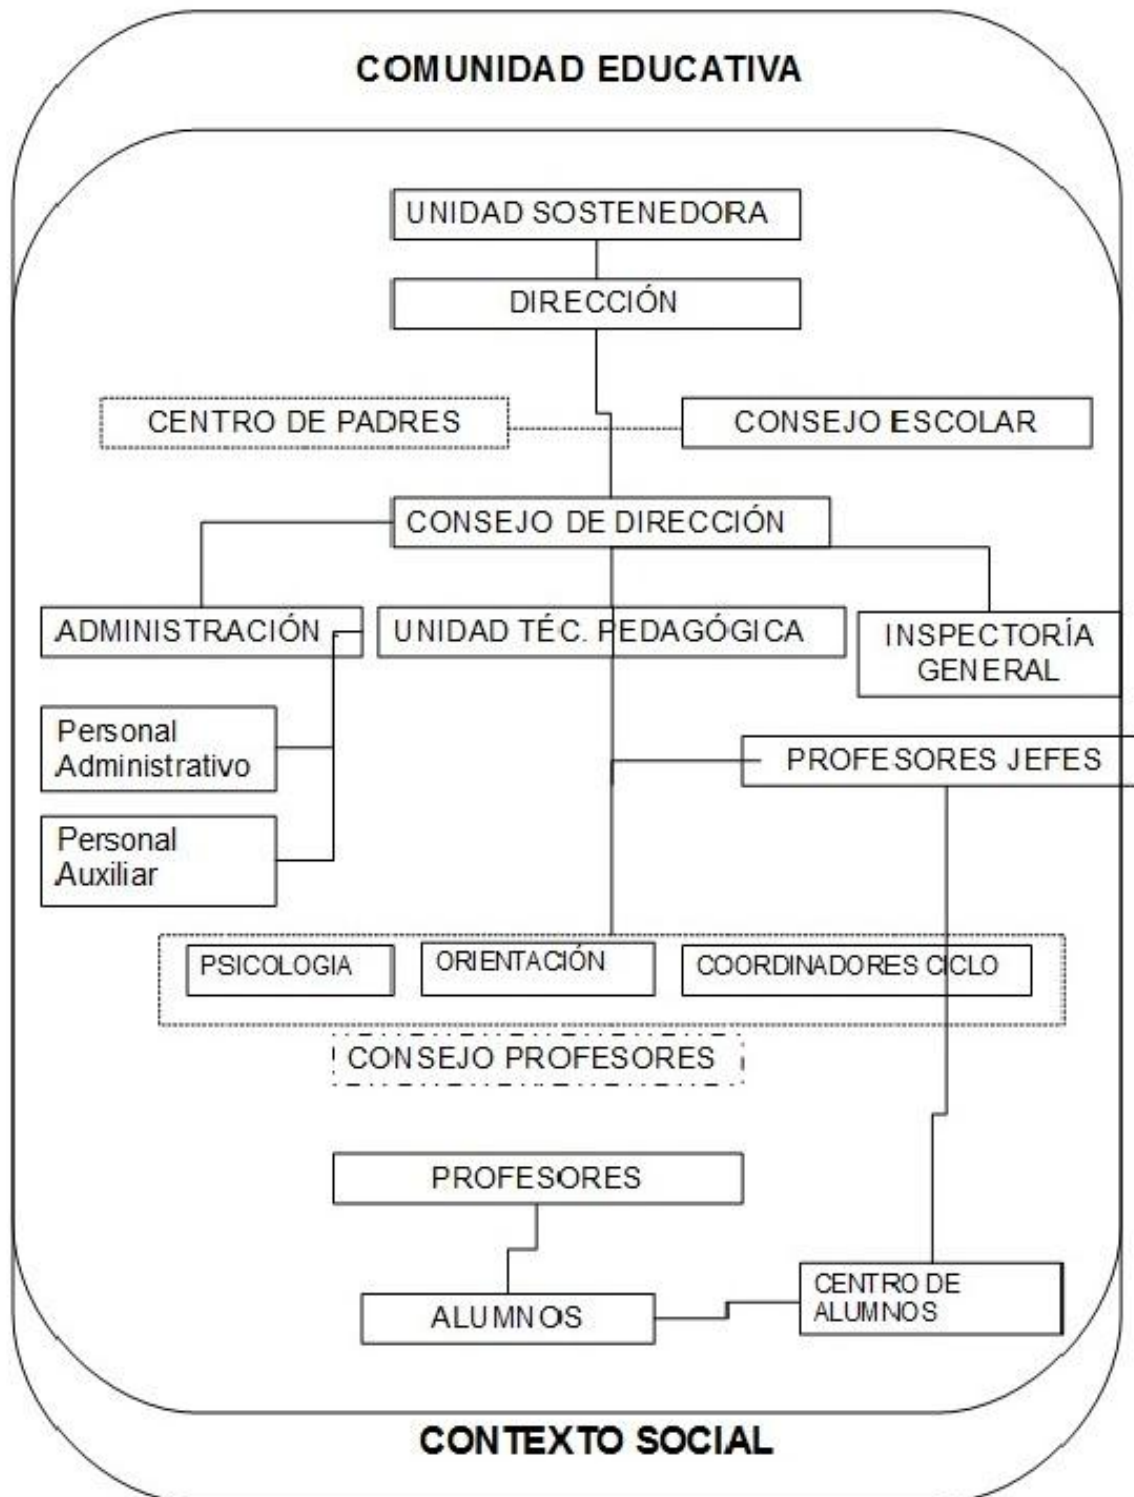 COMUNIDAD EDUCATIVA
UNIDAD SOSTENEDORA
DIRECCIÓN
CENTRO DE PADRES
CONSEJO ESCOLAR
CONSEJO DE DIRECCIÓN
ADMINISTRACIÓN
UNIDAD TÉC. PEDAGÓGICA
INSPECTORÍA
GENERAL
Personal
Administrativo
PROFESORES JEFES
Personal
Auxiliar
PSICOLOGIA
ORIENTACIÓN
COORDINADORES CICLO
CONSEJO PROFESORES
PROFESORES
ALUMNOS
CENTRO DE
ALUMNOS
CONTEXTO SOCIAL